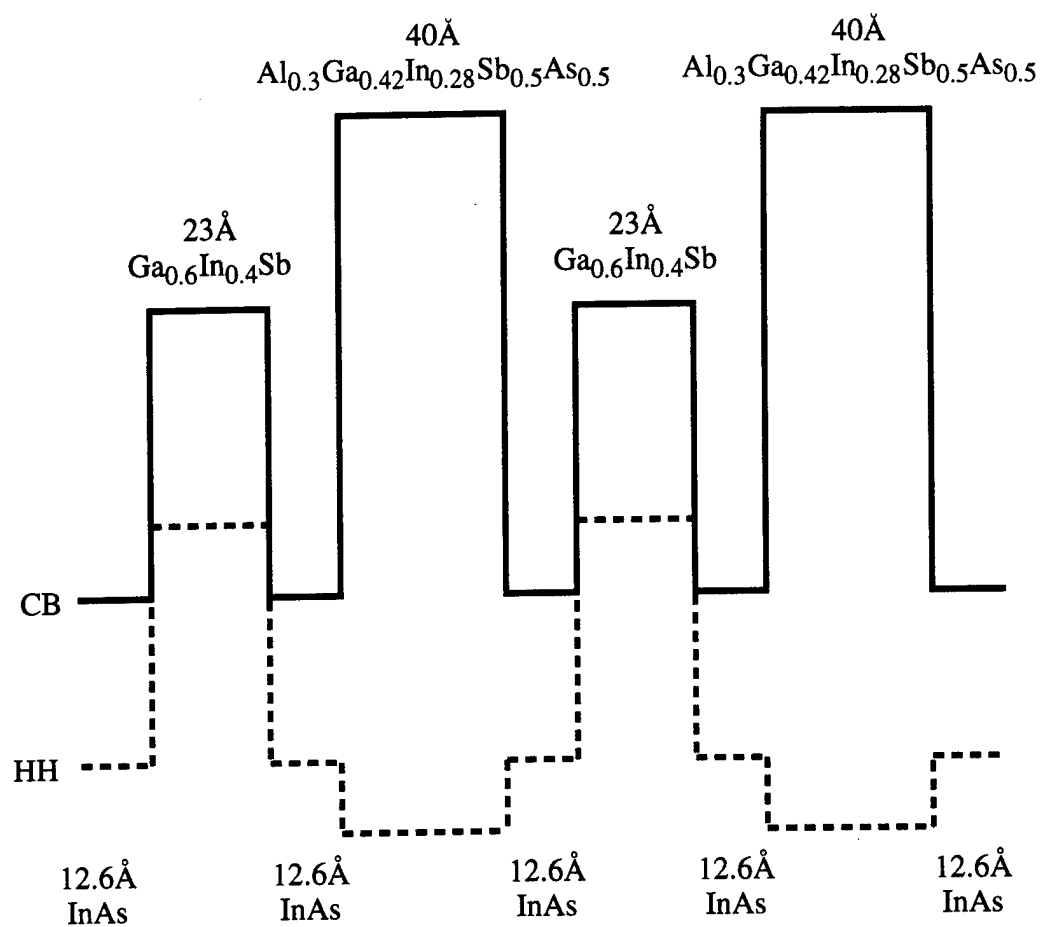 40Å
Al0.3Ga0.42In0.28Sb0.5As0.5
40Å
Al0.3Ga0.42In0.28Sb0.5As0.5
23Å
Ga0.6In0.4Sb
23Å
Ga0.6In0.4Sb
CB
HH
12.6Å
InAs
12.6Å
InAs
12.6Å
InAs
12.6Å
InAs
12.6Å
InAs